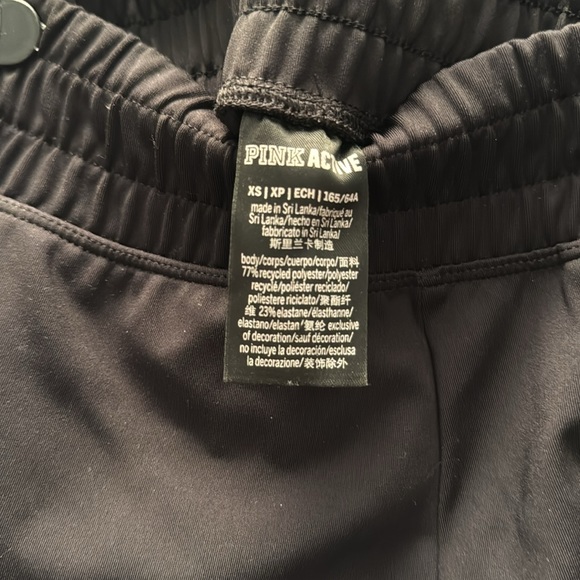 PINK ACTIVE
XS | XP | ECH | 165/64A
made in Sri Lanka/fabriqué au
Sri Lanka/hecho en Sri Lanka/
fabbricato in Sri Lanka/
斯里兰卡制造
body/corps/cuerpo/corpo/面料
77% recycled polyester/polyester
recyclé/poliéster reciclado/
poliestere riciclato/聚酯纤
维 23% elastane/élasthanne/
elastano/elastan/氨纶 exclusive
of decoration/sauf décoration/
no incluye la decoración/esclusa
la decorazione/装饰除外